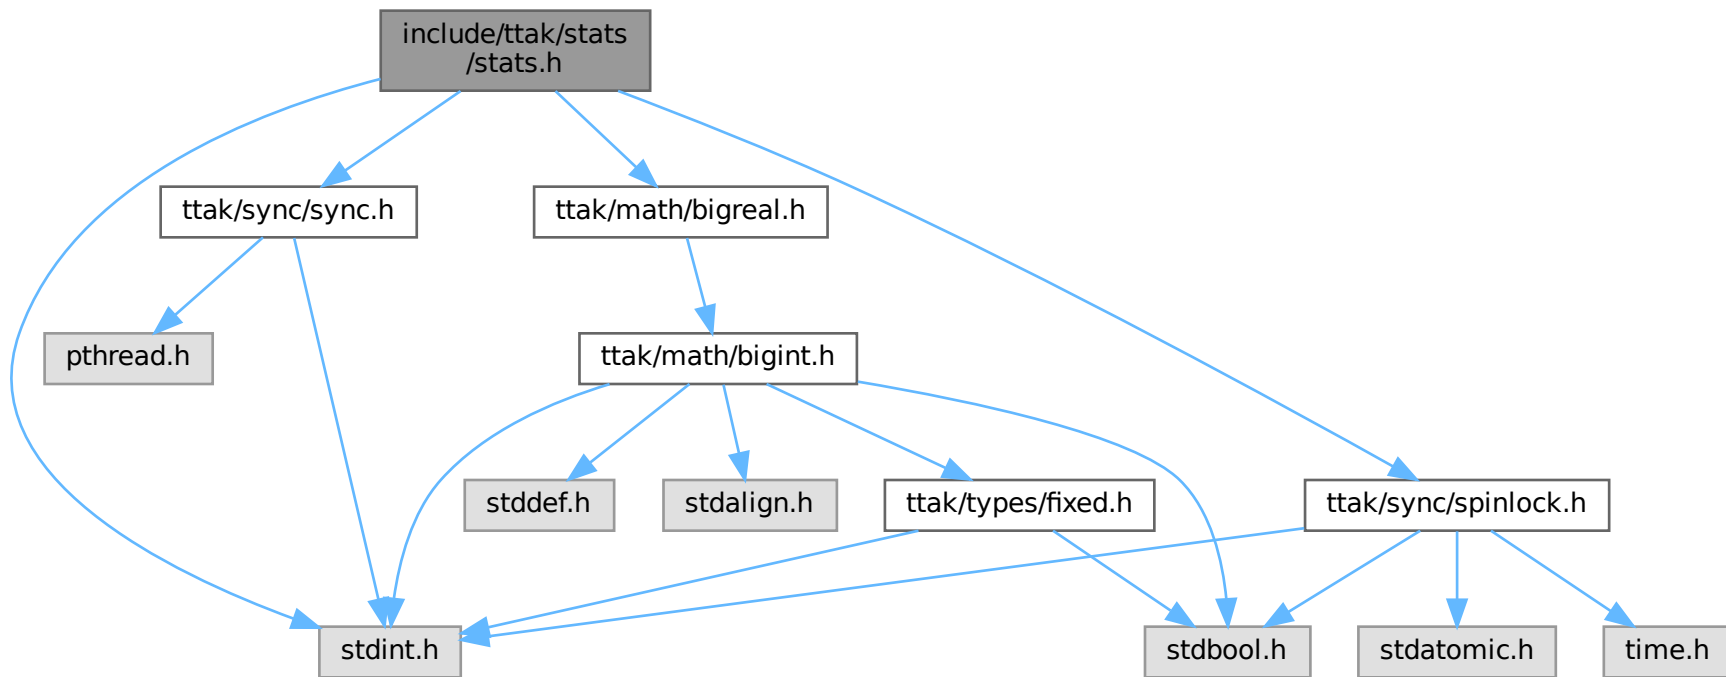 include/ttak/stats
/stats.h
ttak/sync/sync.h
ttak/math/bigreal.h
pthread.h
ttak/math/bigint.h
stddef.h
stdalign.h
ttak/types/fixed.h
ttak/sync/spinlock.h
stdint.h
stdbool.h
stdatomic.h
time.h